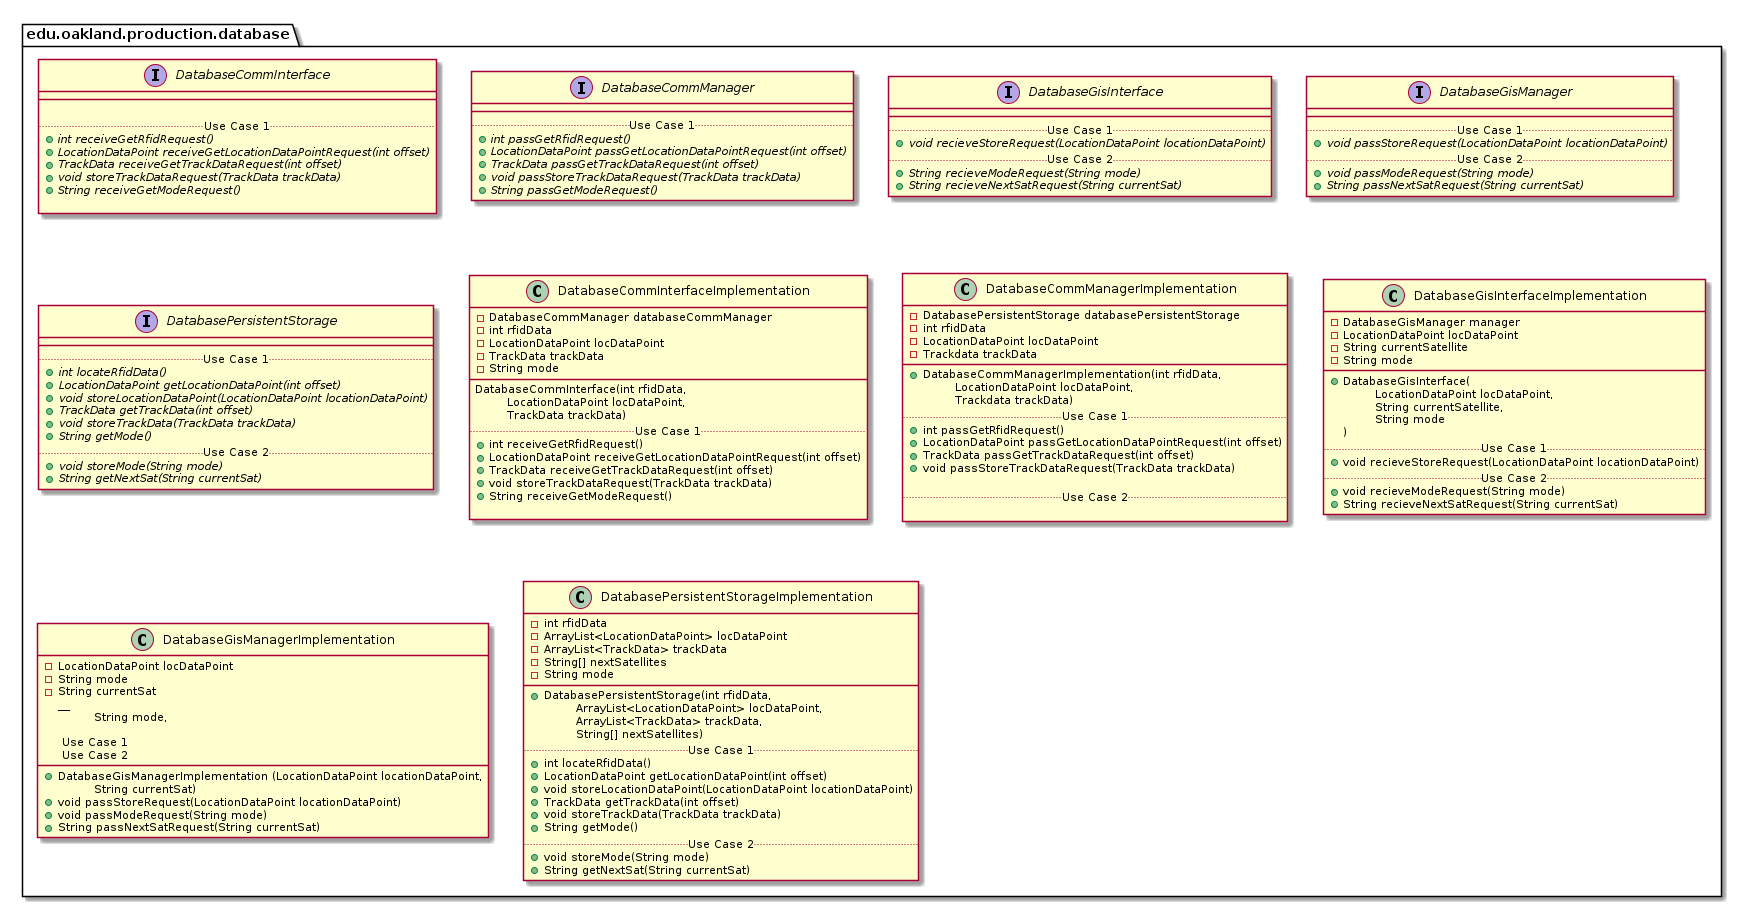 edu.oakland.production.database
I DatabaseCommInterface
Use Case 1
int receiveGetRfidRequest()
LocationDataPoint receiveGetLocationDataPointRequest(int offset)
TrackData receiveGetTrackDataRequest(int offset)
void storeTrackDataRequest(TrackData trackData)
String receiveGetModeRequest()
I DatabaseCommManager
Use Case 1
int passGetRfidRequest()
LocationDataPoint passGetLocationDataPointRequest(int offset)
TrackData passGetTrackDataRequest(int offset)
void passStoreTrackDataRequest(TrackData trackData)
String passGetModeRequest()
I DatabaseGisInterface
Use Case 1
void recieveStoreRequest(LocationDataPoint locationDataPoint)
Use Case 2
String recieveModeRequest(String mode)
String recieveNextSatRequest(String currentSat)
I DatabaseGisManager
Use Case 1
void passStoreRequest(LocationDataPoint locationDataPoint)
Use Case 2
void passModeRequest(String mode)
String passNextSatRequest(String currentSat)
I DatabasePersistentStorage
Use Case 1
int locateRfidData()
LocationDataPoint getLocationDataPoint(int offset)
void storeLocationDataPoint(LocationDataPoint locationDataPoint)
TrackData getTrackData(int offset)
void storeTrackData(TrackData trackData)
String getMode()
Use Case 2
void storeMode(String mode)
String getNextSat(String currentSat)
C DatabaseCommInterfaceImplementation
DatabaseCommManager databaseCommManager
int rfidData
LocationDataPoint locDataPoint
TrackData trackData
String mode
DatabaseCommInterface(int rfidData,
LocationDataPoint locDataPoint,
TrackData trackData)
Use Case 1
int receiveGetRfidRequest()
LocationDataPoint receiveGetLocationDataPointRequest(int offset)
TrackData receiveGetTrackDataRequest(int offset)
void storeTrackDataRequest(TrackData trackData)
String receiveGetModeRequest()
C DatabaseCommManagerImplementation
DatabasePersistentStorage databasePersistentStorage
int rfidData
LocationDataPoint locDataPoint
Trackdata trackData
DatabaseCommManagerImplementation(int rfidData,
LocationDataPoint locDataPoint,
Trackdata trackData)
Use Case 1
int passGetRfidRequest()
LocationDataPoint passGetLocationDataPointRequest(int offset)
TrackData passGetTrackDataRequest(int offset)
void passStoreTrackDataRequest(TrackData trackData)
Use Case 2
C DatabaseGisInterfaceImplementation
DatabaseGisManager manager
LocationDataPoint locDataPoint
String currentSatellite
String mode
DatabaseGisInterface(
LocationDataPoint locDataPoint,
String currentSatellite,
String mode
)
Use Case 1
void recieveStoreRequest(LocationDataPoint locationDataPoint)
Use Case 2
void recieveModeRequest(String mode)
String recieveNextSatRequest(String currentSat)
C DatabaseGisManagerImplementation
LocationDataPoint locDataPoint
String mode
String currentSat
__
String mode,
Use Case 1
Use Case 2
DatabaseGisManagerImplementation (LocationDataPoint locationDataPoint,
String currentSat)
void passStoreRequest(LocationDataPoint locationDataPoint)
void passModeRequest(String mode)
String passNextSatRequest(String currentSat)
C DatabasePersistentStorageImplementation
int rfidData
ArrayList<LocationDataPoint> locDataPoint
ArrayList<TrackData> trackData
String[] nextSatellites
String mode
DatabasePersistentStorage(int rfidData,
ArrayList<LocationDataPoint> locDataPoint,
ArrayList<TrackData> trackData,
String[] nextSatellites)
Use Case 1
int locateRfidData()
LocationDataPoint getLocationDataPoint(int offset)
void storeLocationDataPoint(LocationDataPoint locationDataPoint)
TrackData getTrackData(int offset)
void storeTrackData(TrackData trackData)
String getMode()
Use Case 2
void storeMode(String mode)
String getNextSat(String currentSat)